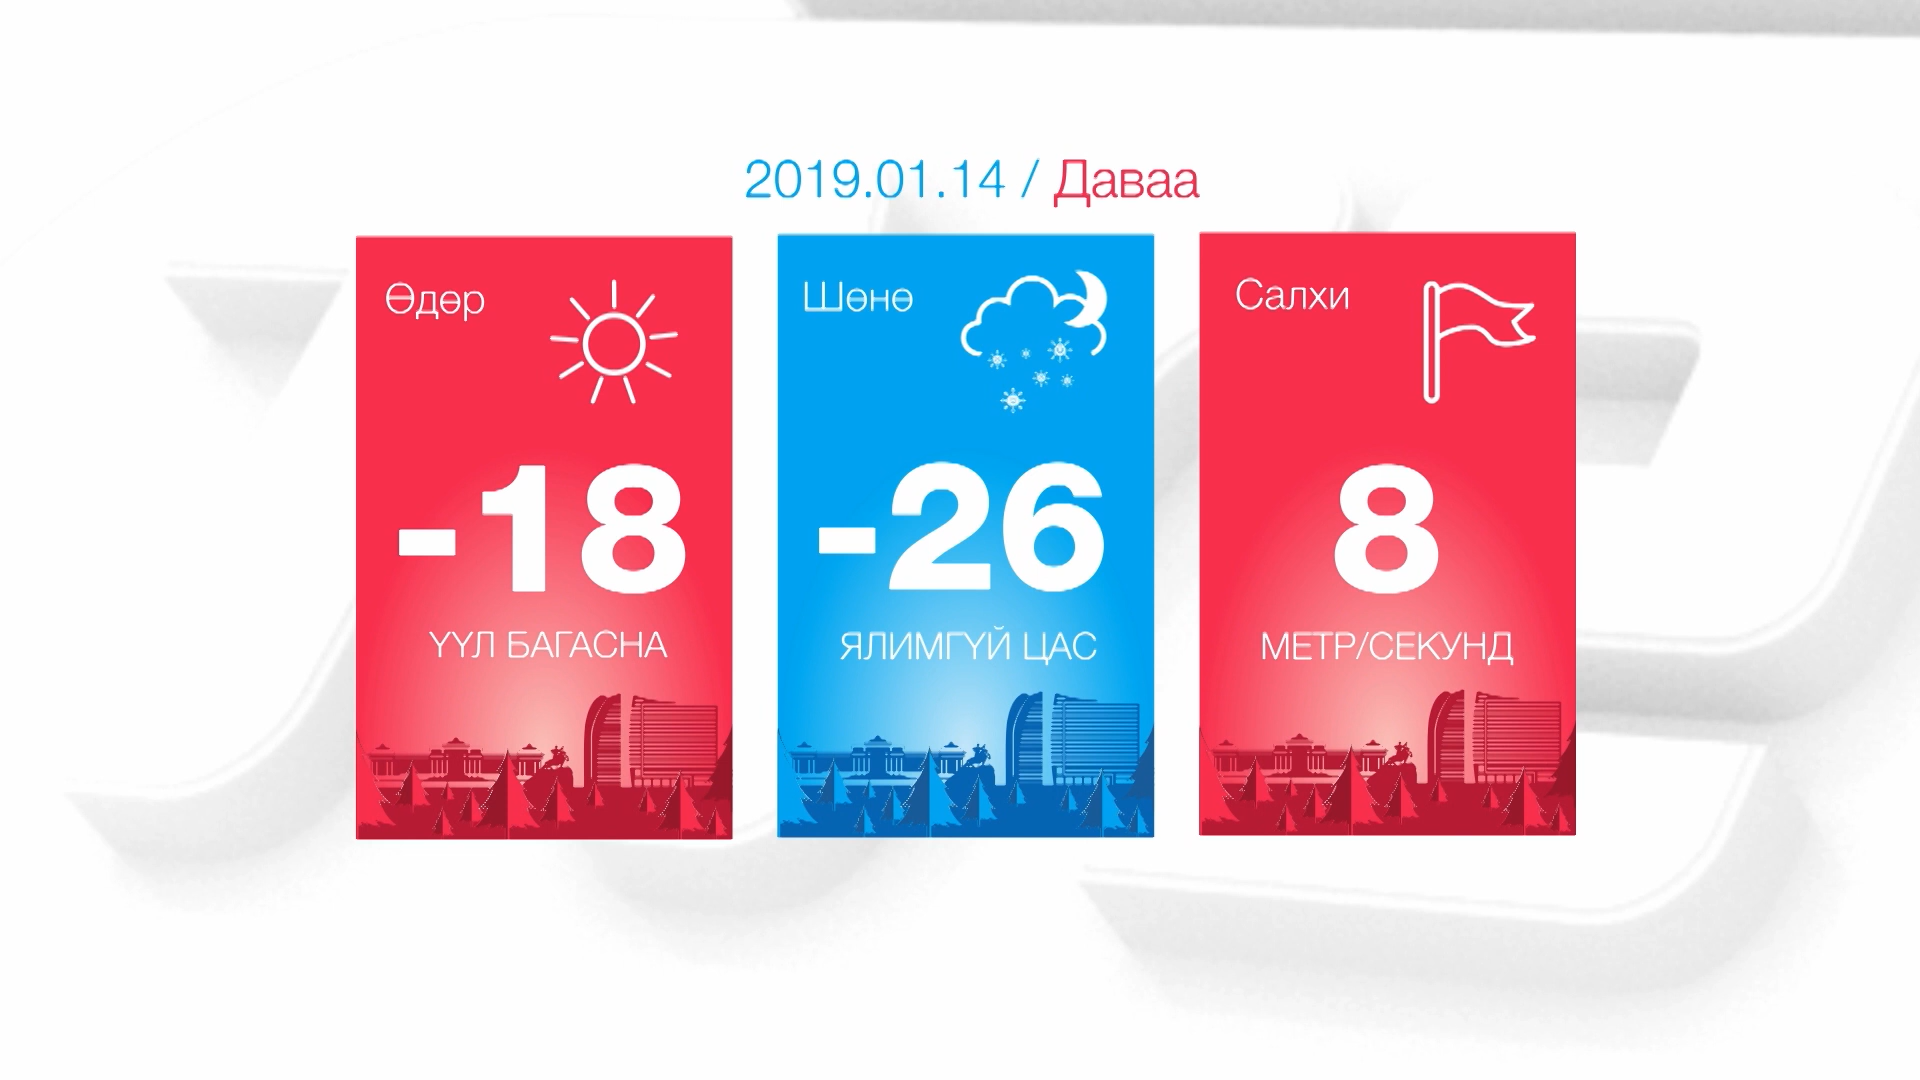 2019.01.14 / Даваа
Өдөр
-18
ҮҮЛ БАГАСНА
Шөнө
-26
ЯЛИМГҮЙ ЦАС
Салхи
8
МЕТР/СЕКУНД